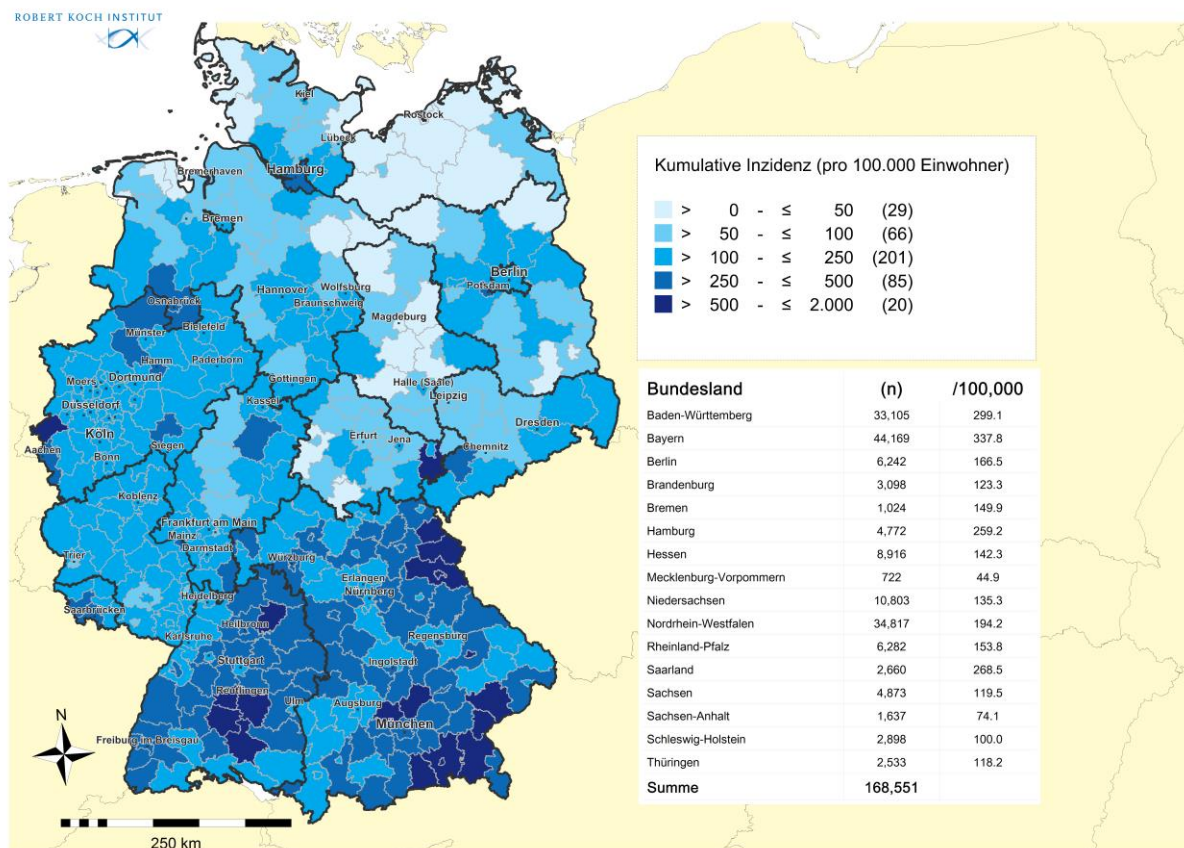 ROBERT KOCH INSTITUT
Kiel
Rostock
Lübeck
Hamburg
Bremerhaven
Bremen
Berlin
Potsdam
Hannover
Wolfsburg
Braunschweig
Magdeburg
Osnabrück
Bielefeld
Münster
Hamm
Paderborn
Moers
Dortmund
Göttingen
Halle (Saale)
Leipzig
Düsseldorf
Kassel
Dresden
Köln
Erfurt
Jena
Chemnitz
Aachen
Siegen
Bonn
Koblenz
Frankfurt am Main
Mainz
Darmstadt
Würzburg
Trier
Erlangen
Nürnberg
Saarbrücken
Heidelberg
Heilbronn
Karlsruhe
Regensburg
Stuttgart
Ingolstadt
Reutlingen
Ulm
Augsburg
München
Freiburg im Breisgau
N
250 km
Kumulative Inzidenz (pro 100.000 Einwohner)
> 0 - ≤ 50 (29)
> 50 - ≤ 100 (66)
> 100 - ≤ 250 (201)
> 250 - ≤ 500 (85)
> 500 - ≤ 2.000 (20)
Bundesland (n) /100,000
Baden-Württemberg 33,105 299.1
Bayern 44,169 337.8
Berlin 6,242 166.5
Brandenburg 3,098 123.3
Bremen 1,024 149.9
Hamburg 4,772 259.2
Hessen 8,916 142.3
Mecklenburg-Vorpommern 722 44.9
Niedersachsen 10,803 135.3
Nordrhein-Westfalen 34,817 194.2
Rheinland-Pfalz 6,282 153.8
Saarland 2,660 268.5
Sachsen 4,873 119.5
Sachsen-Anhalt 1,637 74.1
Schleswig-Holstein 2,898 100.0
Thüringen 2,533 118.2
Summe 168,551